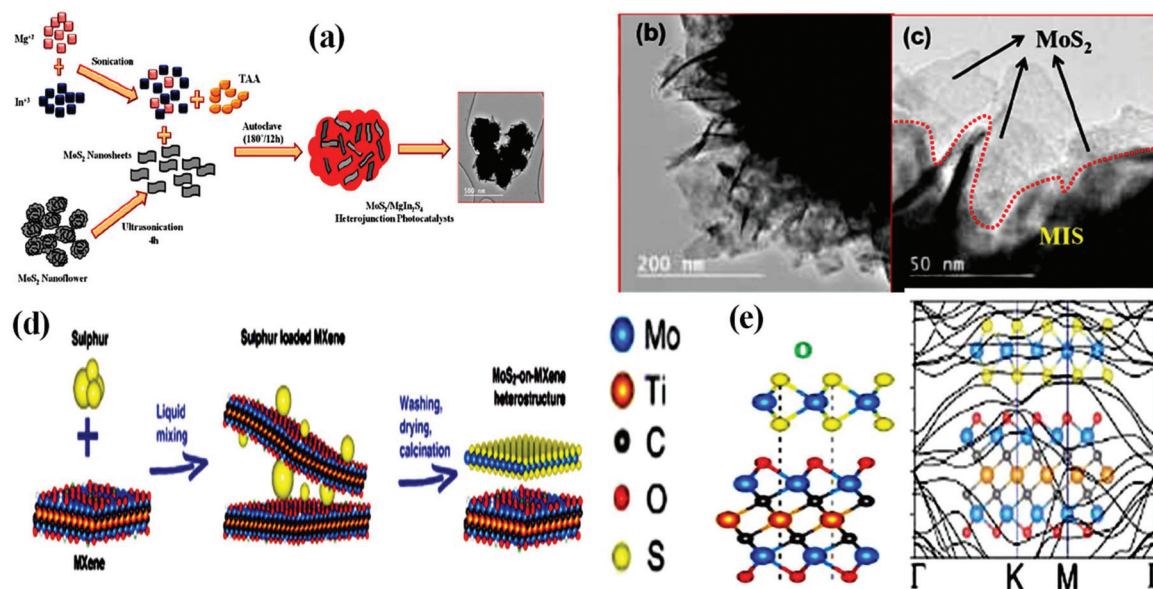 (a)
Mg+2
Sonication
TAA
In+3
MoS2 Nanosheets
Autoclave
(180°/12h)
500 nm
MoS2/MgIn2S4
Heterojunction Photocatalysts
Ultrasonication
4h
MoS2 Nanoflower
(b)
200 nm
(c)
MoS2
MIS
50 nm
(d)
Sulphur
Sulphur loaded MXene
MoS2-on-MXene
heterostructure
Liquid
mixing
Washing,
drying,
calcination
MXene
(e)
Mo
Ti
C
O
S
O
Γ K M